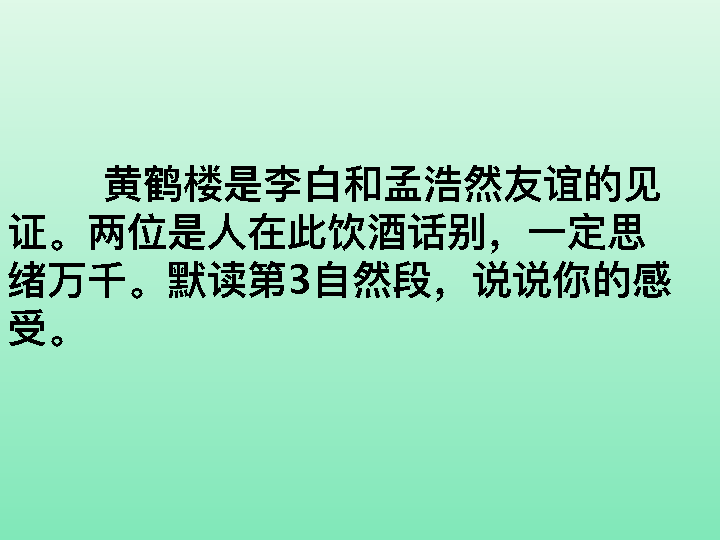 黄鹤楼是李白和孟浩然友谊的见
证。两位是人在此饮酒话别，一定思
绪万千。默读第3自然段，说说你的感
受。